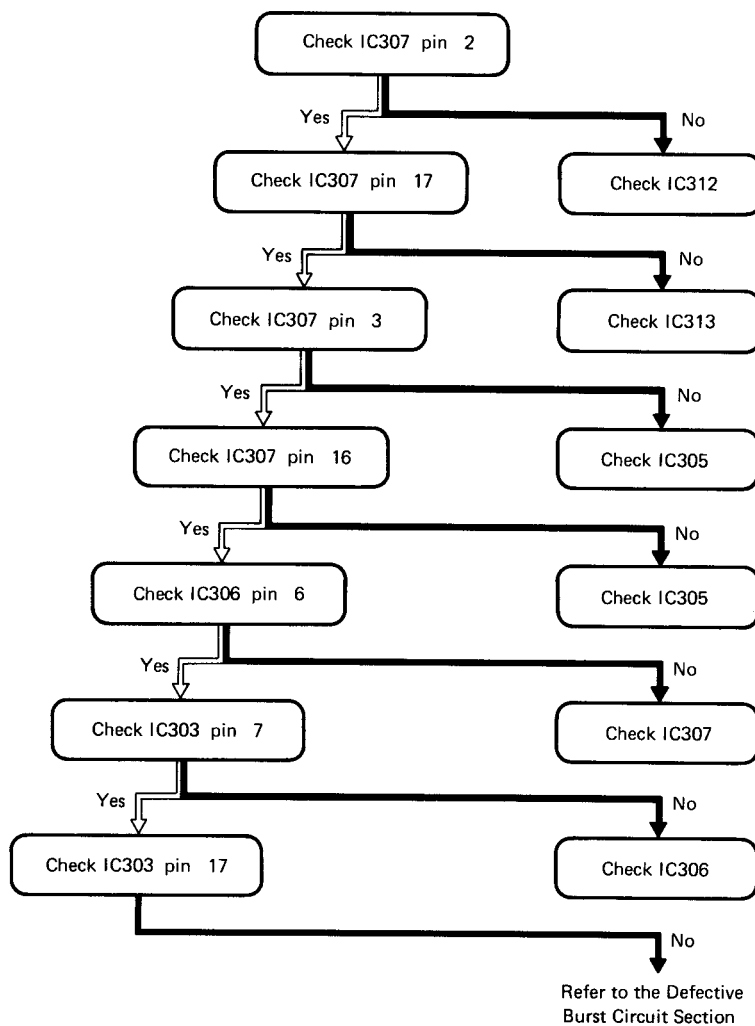 Check IC307 pin 2
Yes
No
Check IC307 pin 17
Check IC312
Yes
No
Check IC307 pin 3
Check IC313
Yes
No
Check IC307 pin 16
Check IC305
Yes
No
Check IC306 pin 6
Check IC305
Yes
No
Check IC303 pin 7
Check IC307
Yes
No
Check IC303 pin 17
Check IC306
No
Refer to the Defective
Burst Circuit Section